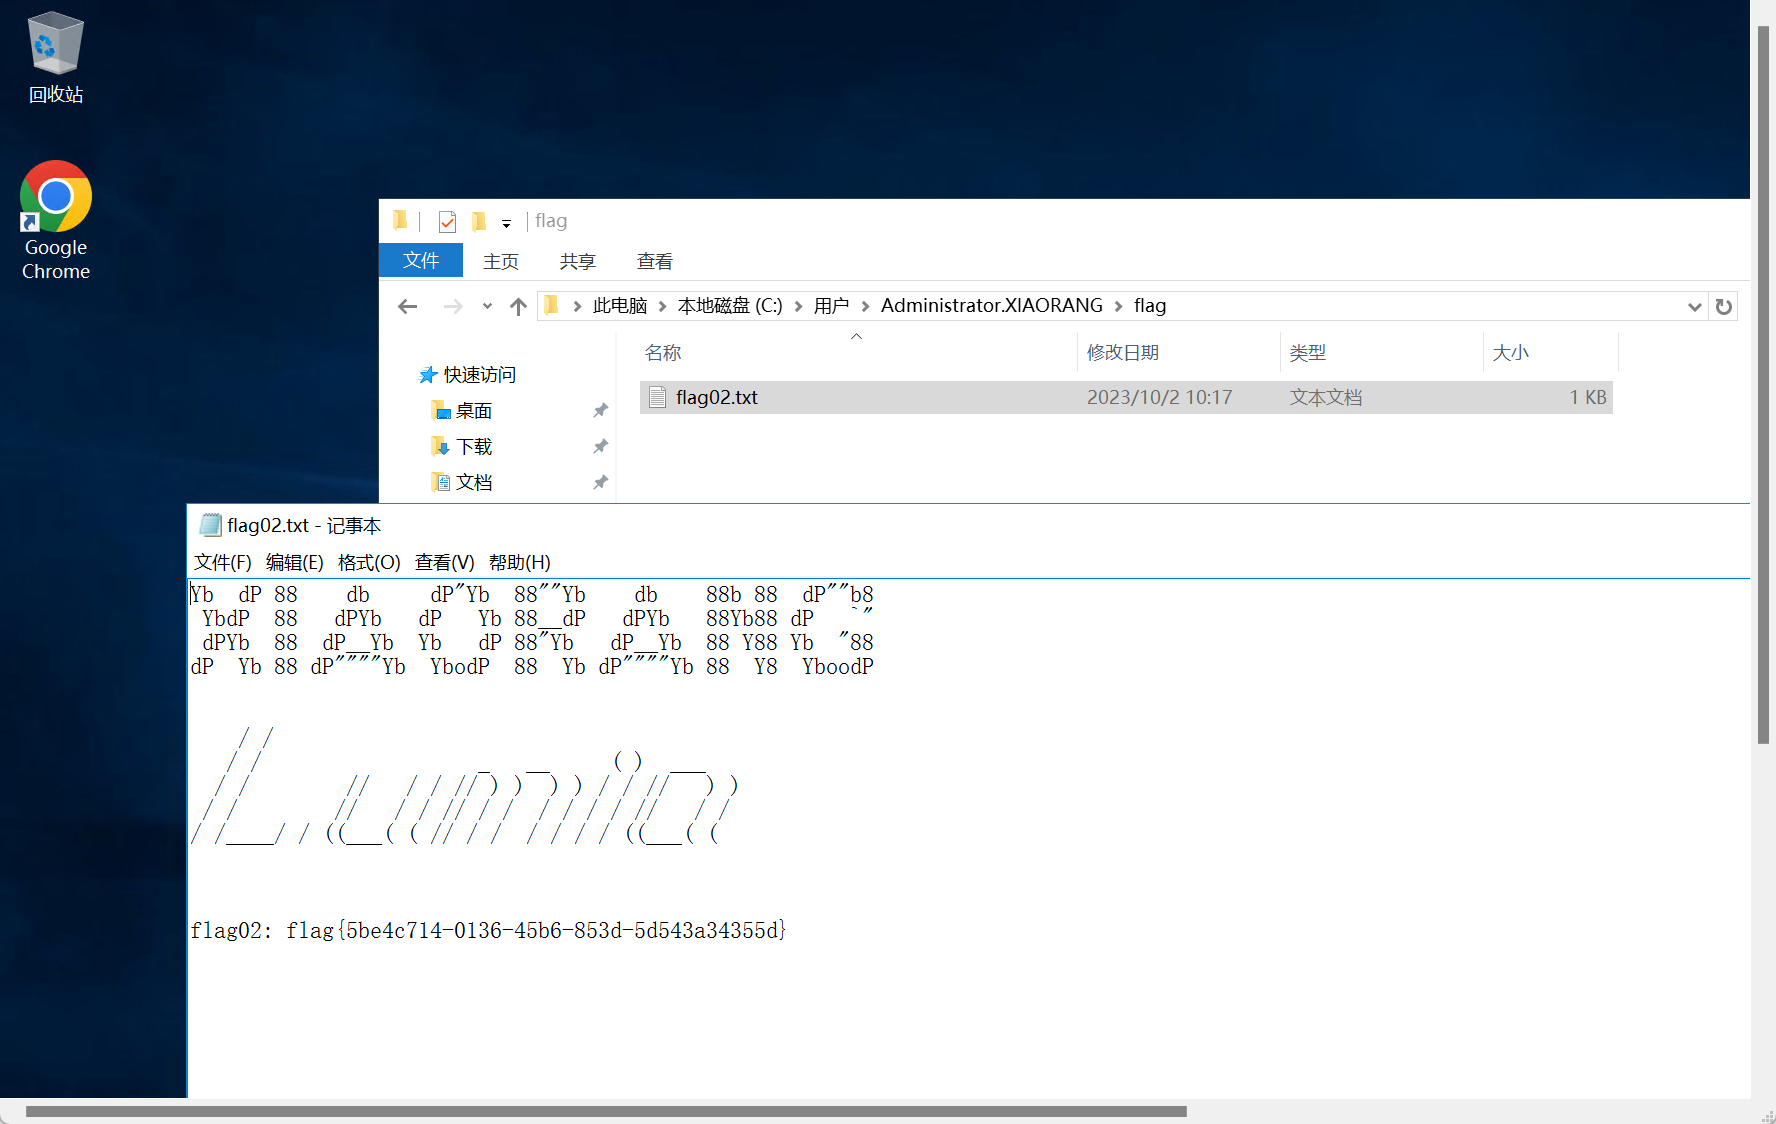 回收站
Google
Chrome
flag
文件 主页 共享 查看
此电脑 本地磁盘 (C:) 用户 Administrator.XIAORANG flag
名称 修改日期 类型 大小
快速访问
flag02.txt 2023/10/2 10:17 文本文档 1 KB
桌面
下载
文档
flag02.txt - 记事本
文件(F) 编辑(E) 格式(O) 查看(V) 帮助(H)
Yb  dP 88    db     dP"Yb  88""Yb    db    88b 88  dP""b8
 YbdP  88   dPYb   dP   Yb 88__dP   dPYb   88Yb88 dP   `"
 dPYb  88  dP__Yb  Yb   dP 88"Yb   dP__Yb  88 Y88 Yb  "88
dP  Yb 88 dP""""Yb  YbodP  88  Yb dP""""Yb 88  Y8  YboodP
    / /
   / /                  _   __     ( )   ___
  / /        //   / / // ) )  ) ) / / //   ) )
 / /        //   / / // / /  / / / / //   / /
/ /____/ / ((___( ( // / /  / / / / ((___( (
flag02: flag{5be4c714-0136-45b6-853d-5d543a34355d}